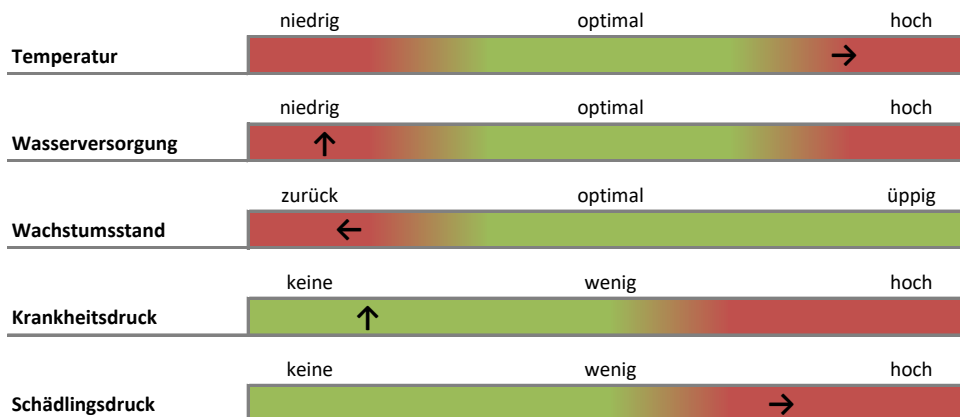 niedrig optimal hoch
Temperatur
niedrig optimal hoch
Wasserversorgung
zurück optimal üppig
Wachstumsstand
keine wenig hoch
Krankheitsdruck
keine wenig hoch
Schädlingsdruck